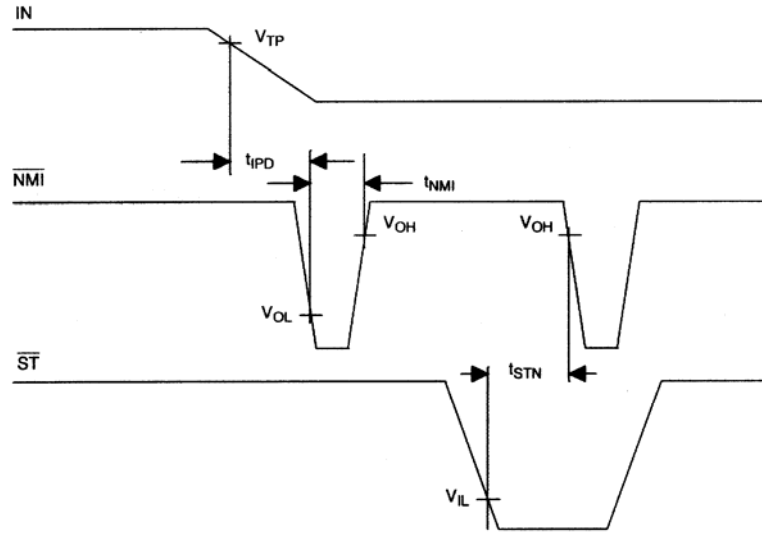 IN
VTP
tIPD
NMI
tNMI
VOH
VOH
VOL
ST
tSTN
VIL